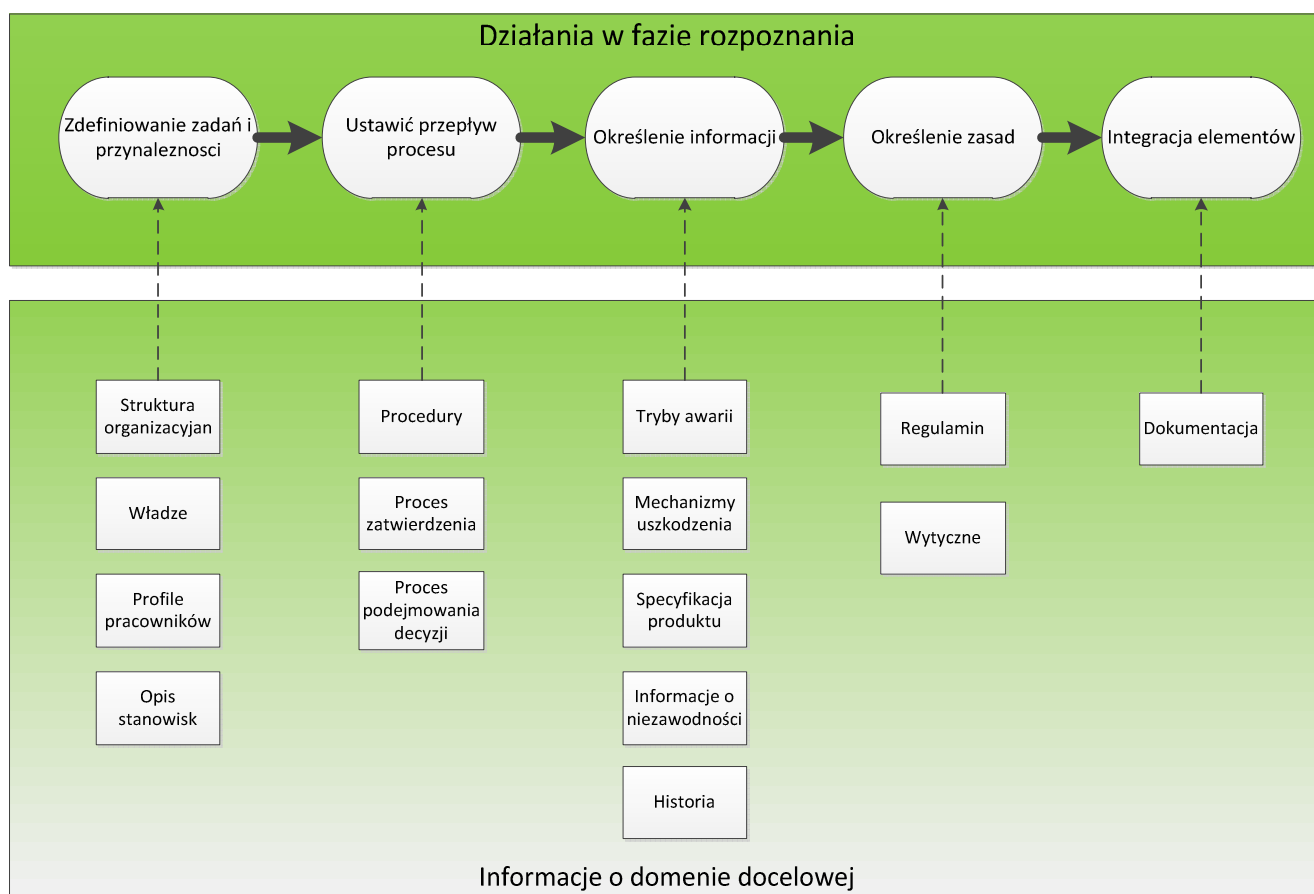 Działania w fazie rozpoznania
Zdefiniowanie zadań i
przynaleznosci
Ustawić przepływ
procesu
Określenie informacji
Określenie zasad
Integracja elementów
Struktura
organizacyjan
Władze
Profile
pracowników
Opis
stanowisk
Procedury
Proces
zatwierdzenia
Proces
podejmowania
decyzji
Tryby awarii
Mechanizmy
uszkodzenia
Specyfikacja
produktu
Informacje o
niezawodności
Historia
Regulamin
Wytyczne
Dokumentacja
Informacje o domenie docelowej